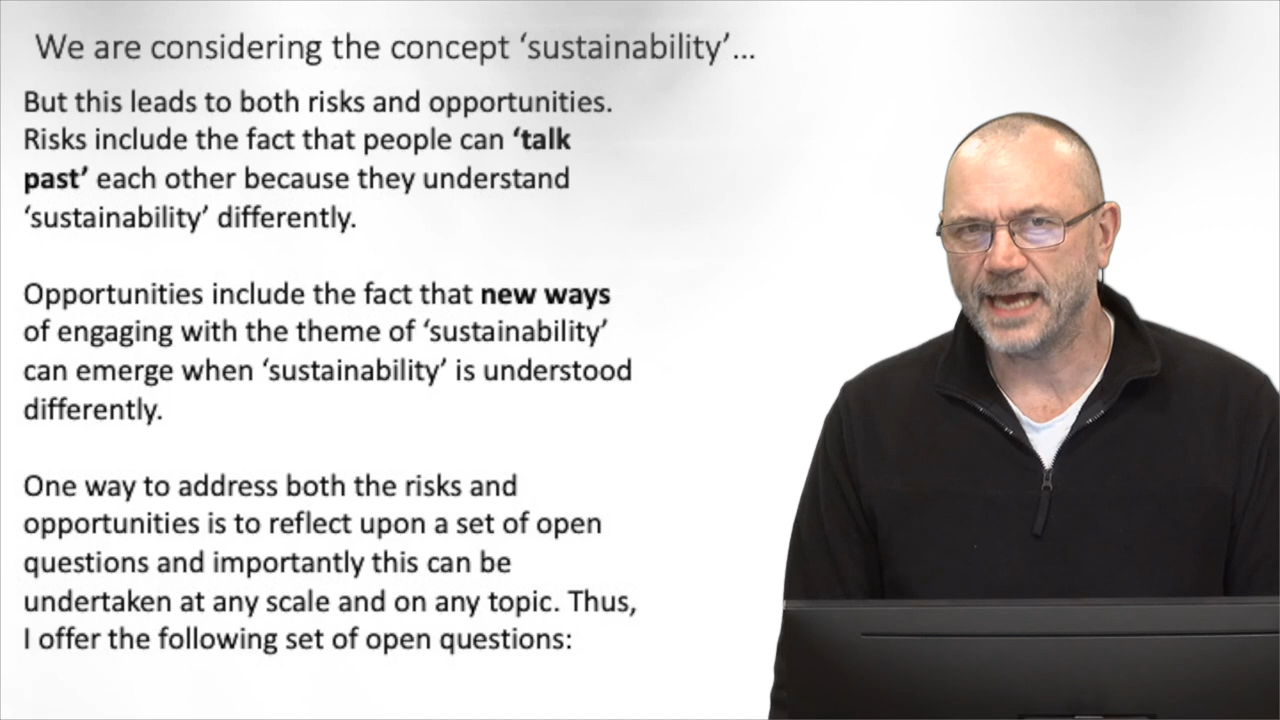 We are considering the concept ‘sustainability’...
But this leads to both risks and opportunities.
Risks include the fact that people can ‘talk
past’ each other because they understand
‘sustainability’ differently.
Opportunities include the fact that new ways
of engaging with the theme of ‘sustainability’
can emerge when ‘sustainability’ is understood
differently.
One way to address both the risks and
opportunities is to reflect upon a set of open
questions and importantly this can be
undertaken at any scale and on any topic. Thus,
I offer the following set of open questions: